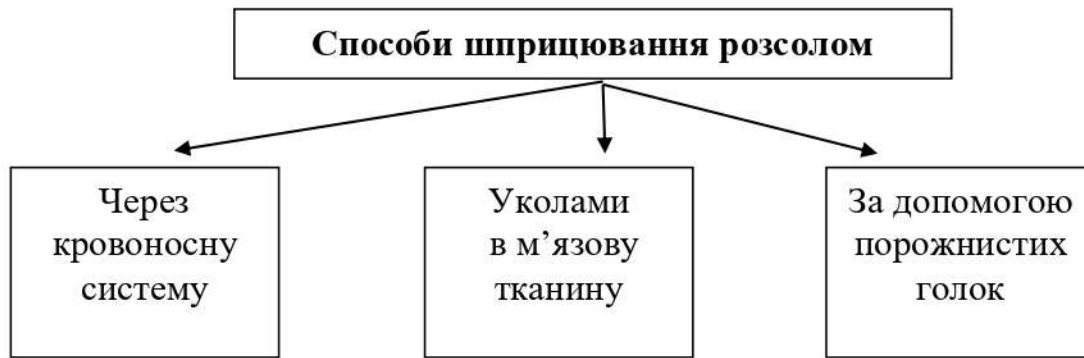 Способи шприцювання розсолом
Через
кровоносну
систему
Уколами
в м’язову
тканину
За допомогою
порожнистих
голок